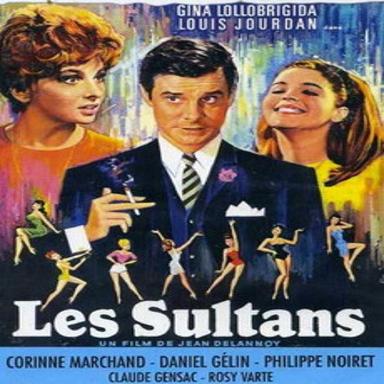 GINA LOLLOBRIGIDA
LOUIS JOURDAN
dans
Les Sultans
UN FILM DE JEAN DELANNOY
CORINNE MARCHAND - DANIEL GÉLIN - PHILIPPE NOIRET
CLAUDE GENSAC - ROSY VARTE